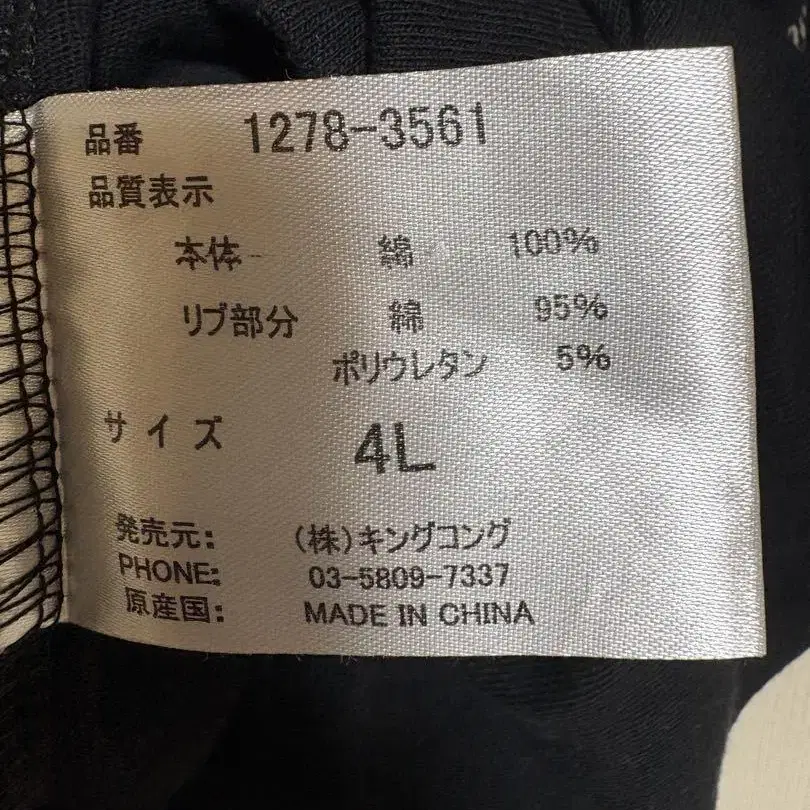 品番 1278-3561
品質表示
本体 綿 100%
リブ部分 綿 95%
ポリウレタン 5%
サイズ 4L
発売元: (株)キングコング
PHONE: 03-5809-7337
原産国: MADE IN CHINA